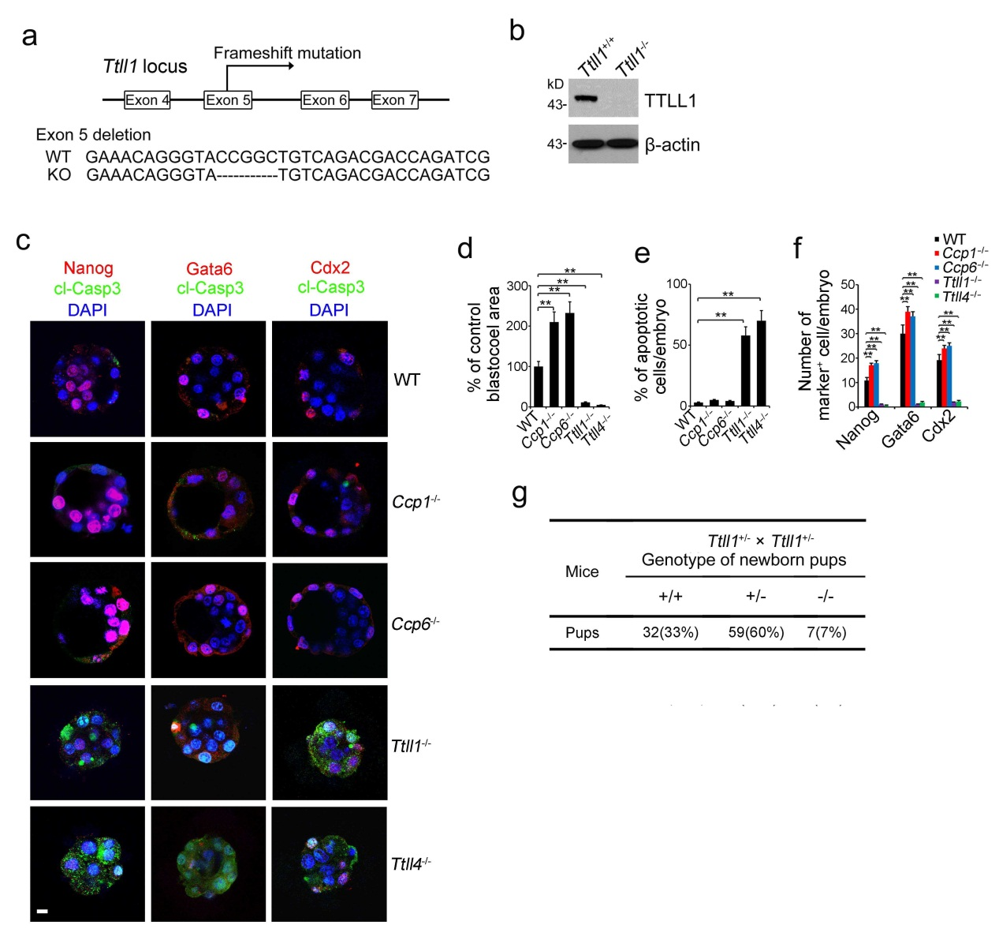 a
Ttll1 locus
Frameshift mutation
Exon 4 Exon 5 Exon 6 Exon 7
Exon 5 deletion
WT GAAACAGGGTACCGGCTGTCAGACGACCAGATCG
KO GAAACAGGGTA-----------TGTCAGACGACCAGATCG
b
Ttll1+/+ Ttll1-/-
kD
43- TTLL1
43- β-actin
c
Nanog Gata6 Cdx2
cl-Casp3 cl-Casp3 cl-Casp3
DAPI DAPI DAPI
WT
Ccp1-/-
Ccp6-/-
Ttll1-/-
Ttll4-/-
d
% of control
blastocoel area
300
200
100
0
**
**
**
**
WT Ccp1-/- Ccp6-/- Ttll1-/- Ttll4-/-
e
% of apoptotic
cells/embryo
100
50
0
**
**
WT Ccp1-/- Ccp6-/- Ttll1-/- Ttll4-/-
f
WT
Ccp1-/-
Ccp6-/-
Ttll1-/-
Ttll4-/-
Number of
marker+ cell/embryo
50
40
30
20
10
0
** ** **
** ** **
** ** **
** ** **
Nanog Gata6 Cdx2
g
Ttll1+/- × Ttll1+/-
Genotype of newborn pups
Mice
+/+ +/- -/-
Pups 32(33%) 59(60%) 7(7%)